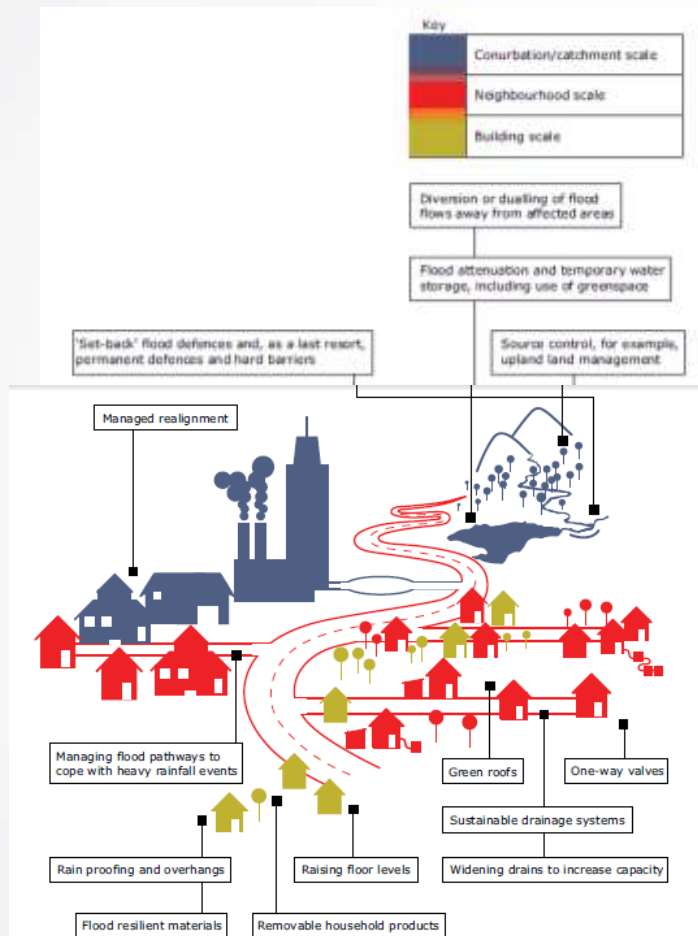 Key
Conurbation/catchment scale
Neighbourhood scale
Building scale
Diversion or dualling of flood
flows away from affected areas
Flood attenuation and temporary water
storage, including use of greenspace
'Set-back' flood defences and, as a last resort,
permanent defences and hard barriers
Source control, for example,
upland land management
Managed realignment
Managing flood pathways to
cope with heavy rainfall events
Green roofs
One-way valves
Sustainable drainage systems
Rain proofing and overhangs
Raising floor levels
Widening drains to increase capacity
Flood resilient materials
Removable household products